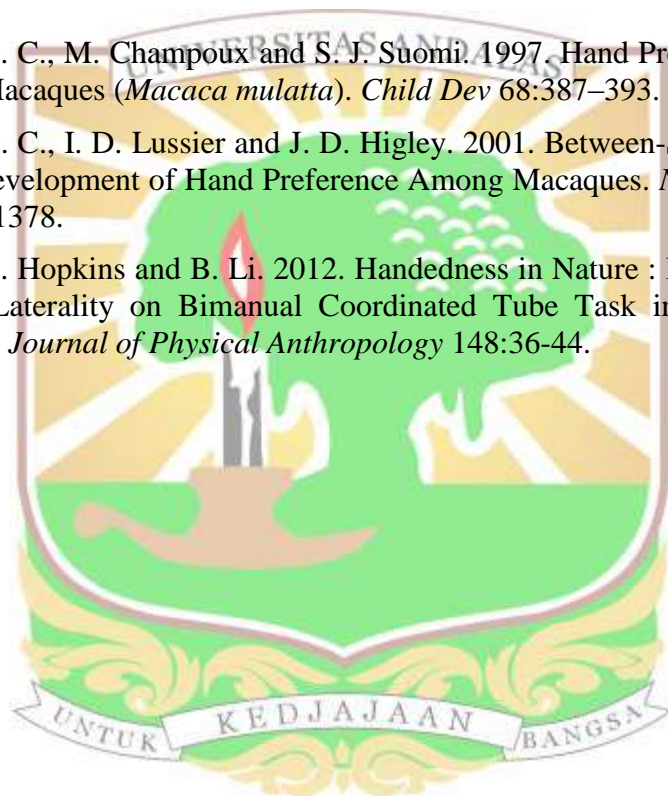 UNIVERSITAS ANDALAS
. C., M. Champoux and S. J. Suomi. 1997. Hand Pre
Macaques (Macaca mulatta). Child Dev 68:387–393.
. C., I. D. Lussier and J. D. Higley. 2001. Between-
evelopment of Hand Preference Among Macaques.
1378.
. Hopkins and B. Li. 2012. Handedness in Nature :
Laterality on Bimanual Coordinated Tube Task in
Journal of Physical Anthropology 148:36-44.
UNTUK KEDJAJAAN BANGSA